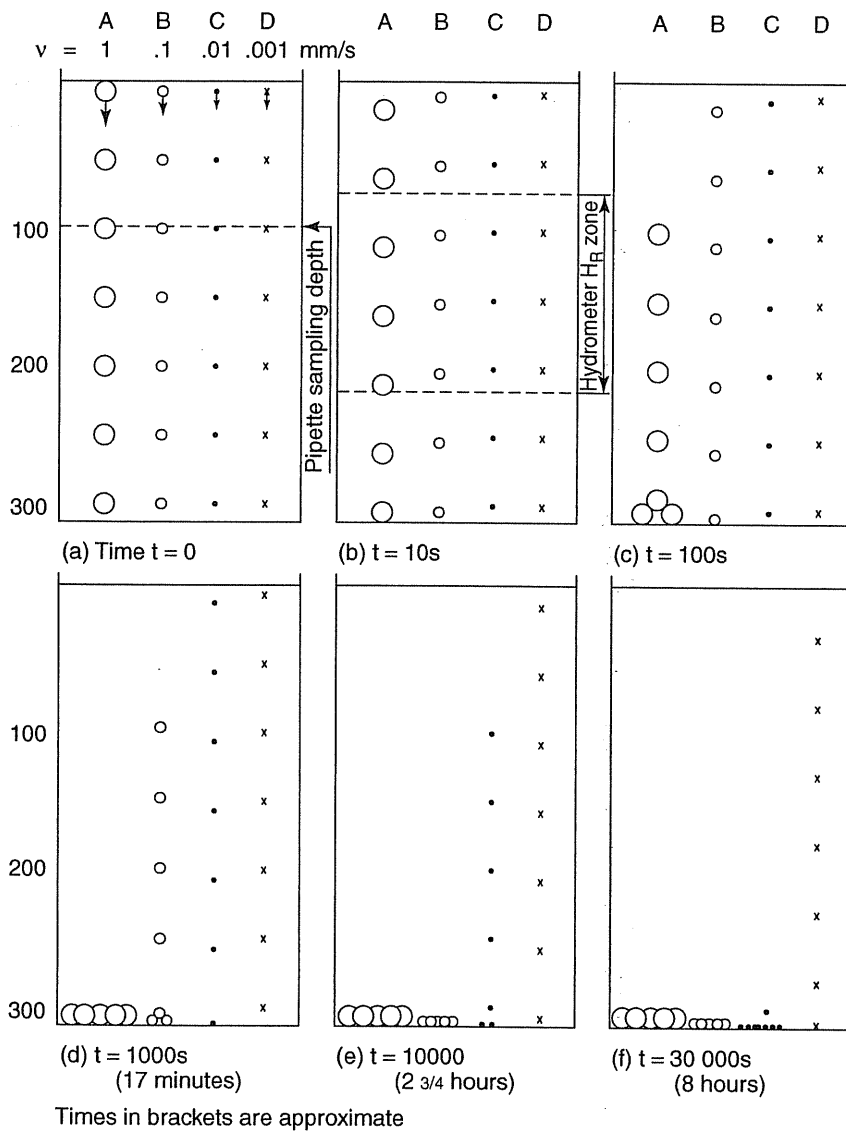 A B C D A B C D A B C D
ν = 1 .1 .01 .001 mm/s
100
200
300
Pipette sampling depth
Hydrometer H_R zone
(a) Time t = 0
(b) t = 10s
(c) t = 100s
100
200
300
(d) t = 1000s
(17 minutes)
(e) t = 10000
(2 3/4 hours)
(f) t = 30 000s
(8 hours)
Times in brackets are approximate